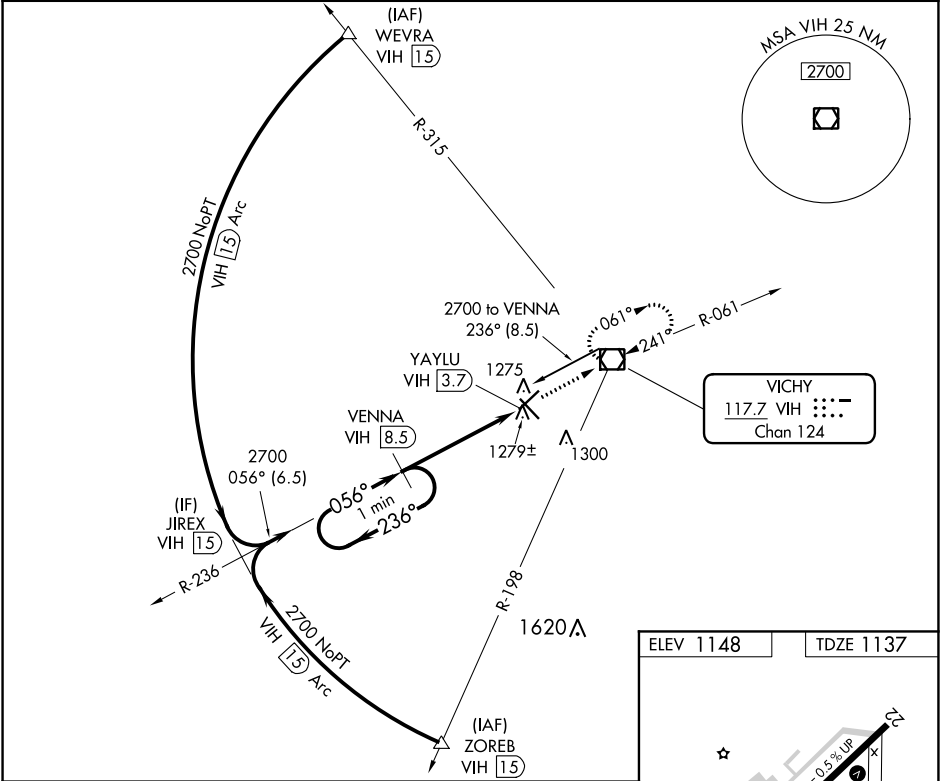 (IAF)
WEVRA
VIH 15
MSA VIH 25 NM
2700
R-315
2700 NoPT
VIH 15 Arc
2700 to VENNA
236° (8.5)
061°
241°
R-061
YAYLU
VIH 3.7
1275
VICHY
117.7 VIH
Chan 124
VENNA
VIH 8.5
1279±
1300
2700
056° (6.5)
056°
1 min
236°
(IF)
JIREX
VIH 15
R-236
R-198
2700 NoPT
VIH 15 Arc
1620
ELEV 1148
TDZE 1137
(IAF)
ZOREB
VIH 15
22
0.5% UP
X
V